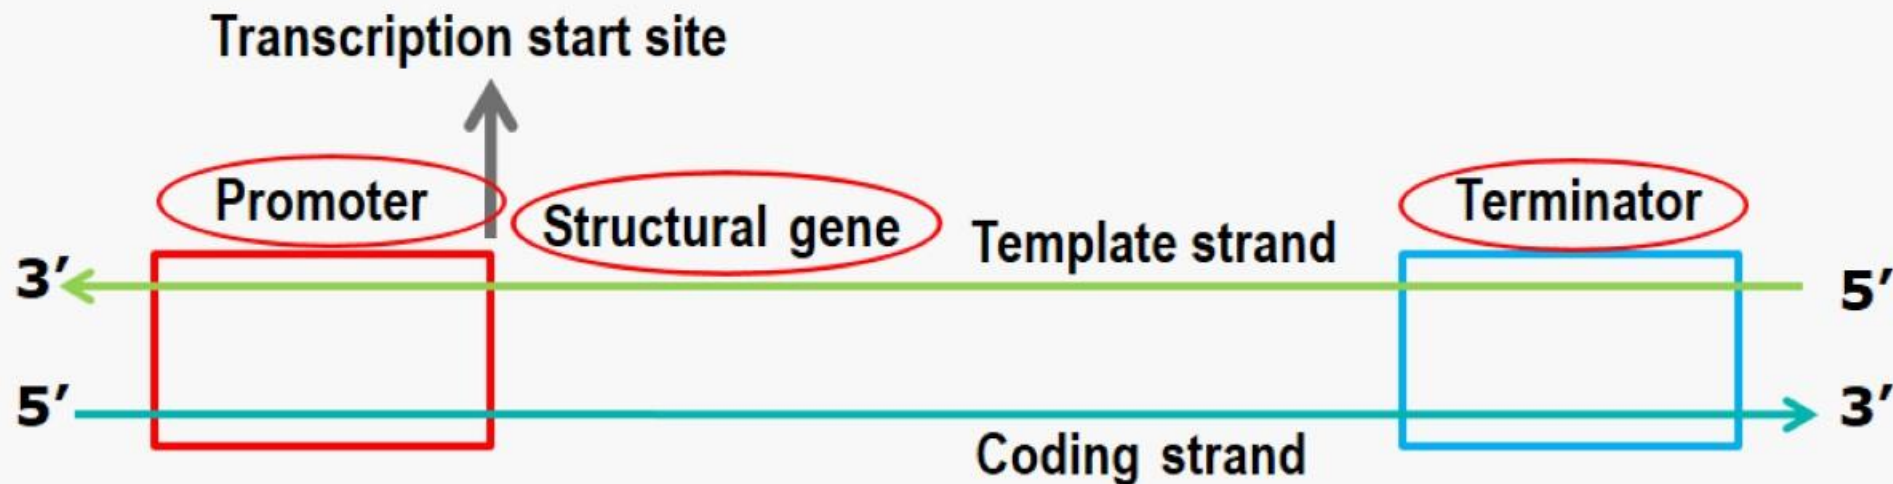 Transcription start site
Promoter
Structural gene
Template strand
Terminator
3′
5′
5′
3′
Coding strand